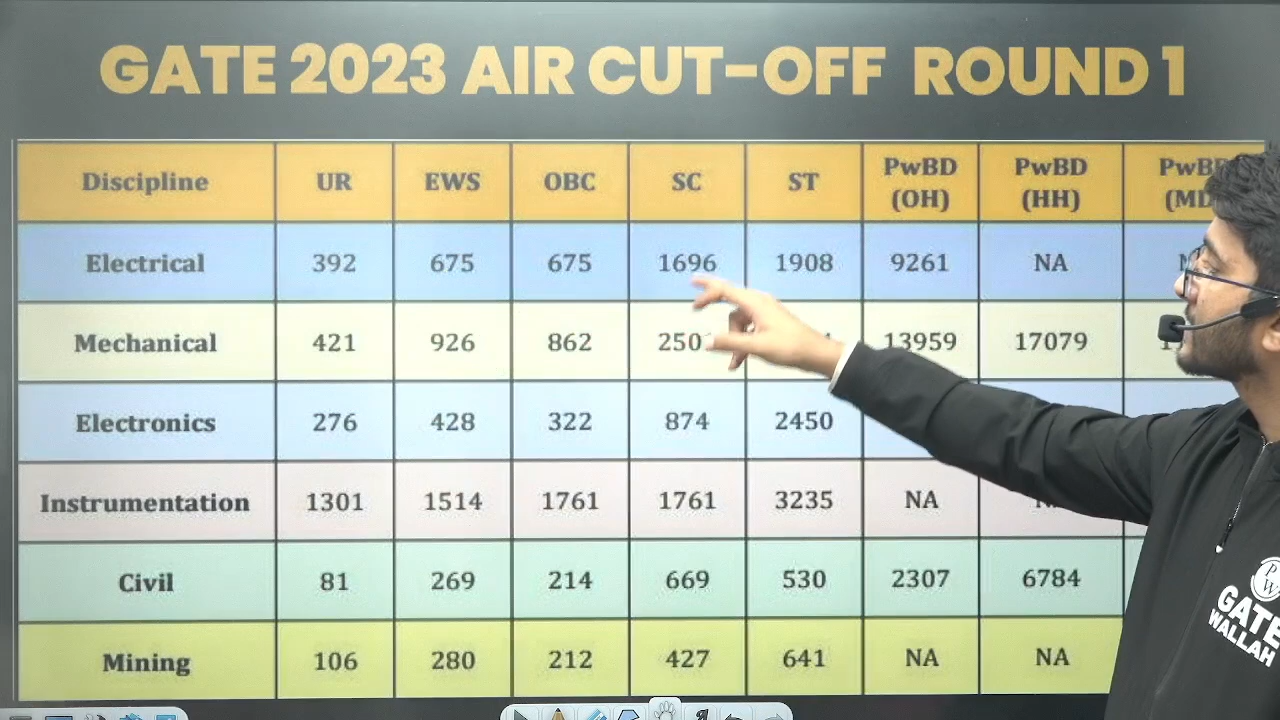 GATE 2023 AIR CUT-OFF ROUND 1
Discipline UR EWS OBC SC ST PwBD (OH) PwBD (HH)
Electrical 392 675 675 1696 1908 9261 NA
Mechanical 421 926 862 13959 17079
Electronics 276 428 322 874 2450
Instrumentation 1301 1514 1761 1761 3235 NA
Civil 81 269 214 669 530 2307 6784
Mining 106 280 212 427 641 NA NA
PW
GATE
WALLAH